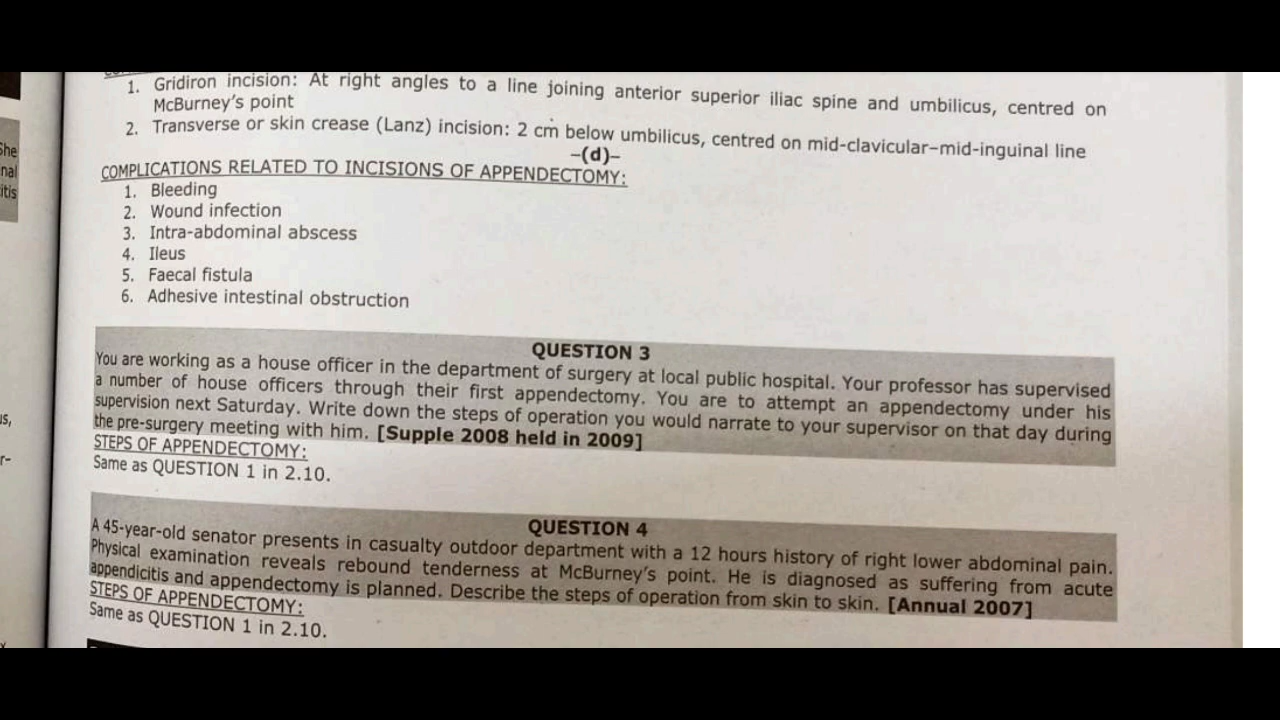 1. Gridiron incision: At right angles to a line joining anterior superior iliac spine and umbilicus, centred on
McBurney's point
2. Transverse or skin crease (Lanz) incision: 2 cm below umbilicus, centred on mid-clavicular–mid-inguinal line
–(d)–
COMPLICATIONS RELATED TO INCISIONS OF APPENDECTOMY:
1. Bleeding
2. Wound infection
3. Intra-abdominal abscess
4. Ileus
5. Faecal fistula
6. Adhesive intestinal obstruction
QUESTION 3
You are working as a house officer in the department of surgery at local public hospital. Your professor has supervised
a number of house officers through their first appendectomy. You are to attempt an appendectomy under his
supervision next Saturday. Write down the steps of operation you would narrate to your supervisor on that day during
the pre-surgery meeting with him. [Supple 2008 held in 2009]
STEPS OF APPENDECTOMY:
Same as QUESTION 1 in 2.10.
QUESTION 4
A 45-year-old senator presents in casualty outdoor department with a 12 hours history of right lower abdominal pain.
Physical examination reveals rebound tenderness at McBurney's point. He is diagnosed as suffering from acute
appendicitis and appendectomy is planned. Describe the steps of operation from skin to skin. [Annual 2007]
STEPS OF APPENDECTOMY:
Same as QUESTION 1 in 2.10.